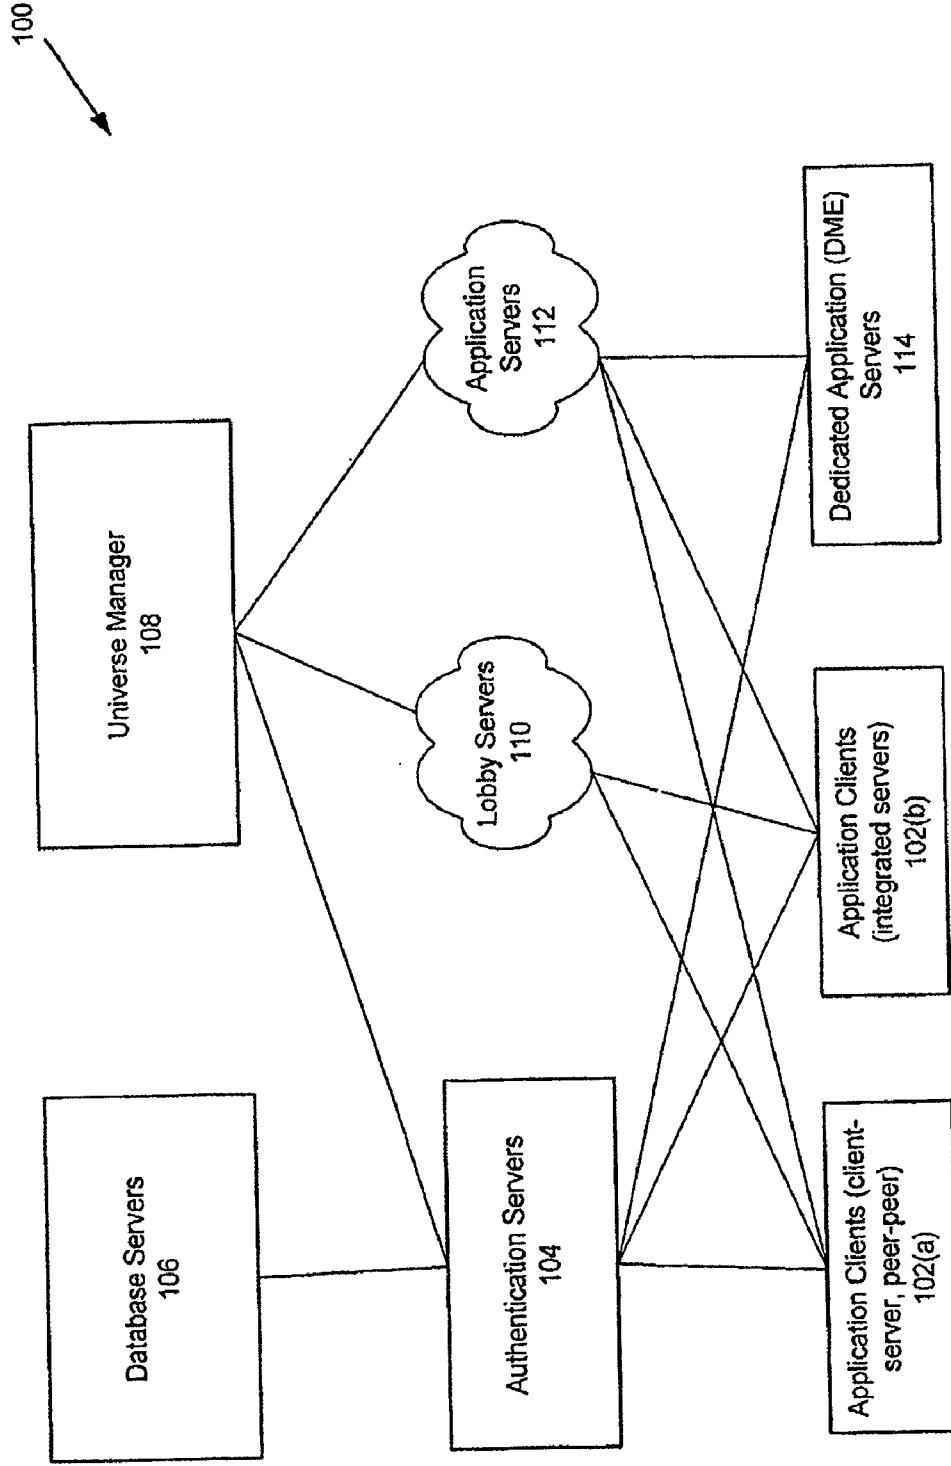 100
Database Servers
106
Universe Manager
108
Authentication Servers
104
Lobby Servers
110
Application
Servers
112
Application Clients (client-
server, peer-peer)
102(a)
Application Clients
(integrated servers)
102(b)
Dedicated Application (DME)
Servers
114